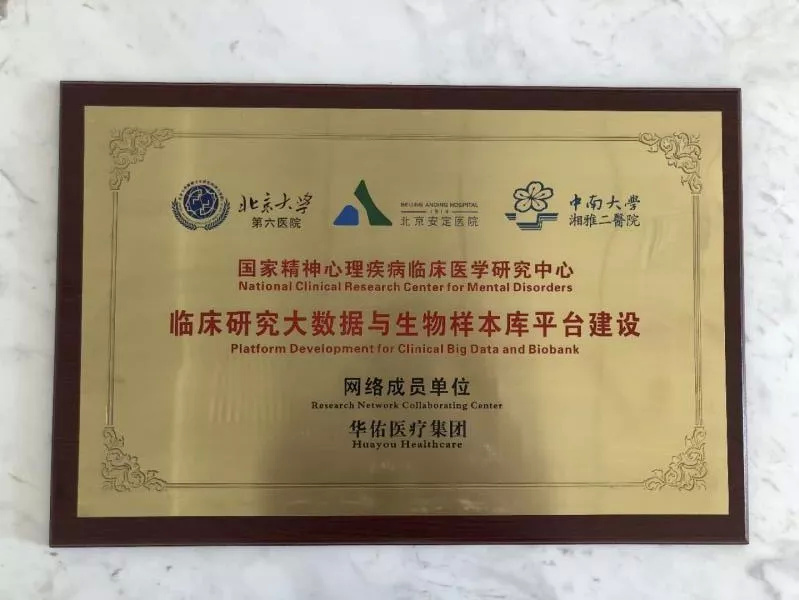 北京大学
第六医院
BEIJING ANDING HOSPITAL
1914
北京安定医院
中南大學
湘雅二醫院
国家精神心理疾病临床医学研究中心
National Clinical Research Center for Mental Disorders
临床研究大数据与生物样本库平台建设
Platform Development for Clinical Big Data and Biobank
网络成员单位
Research Network Collaborating Center
华佑医疗集团
Huayou Healthcare